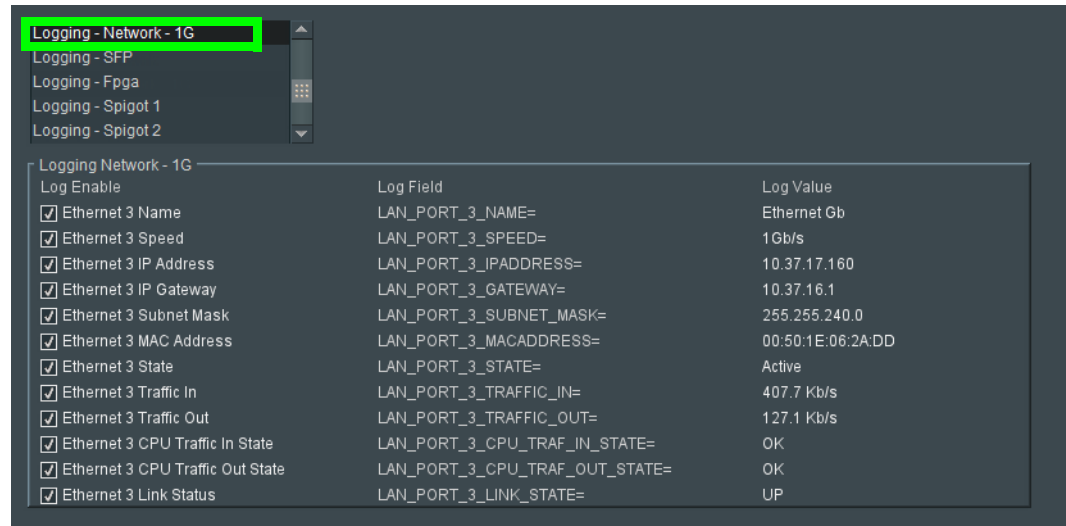 Logging - Network - 1G
Logging - SFP
Logging - Fpga
Logging - Spigot 1
Logging - Spigot 2
Logging Network - 1G
Log Enable Log Field Log Value
Ethernet 3 Name LAN_PORT_3_NAME= Ethernet Gb
Ethernet 3 Speed LAN_PORT_3_SPEED= 1Gb/s
Ethernet 3 IP Address LAN_PORT_3_IPADDRESS= 10.37.17.160
Ethernet 3 IP Gateway LAN_PORT_3_GATEWAY= 10.37.16.1
Ethernet 3 Subnet Mask LAN_PORT_3_SUBNET_MASK= 255.255.240.0
Ethernet 3 MAC Address LAN_PORT_3_MACADDRESS= 00:50:1E:06:2A:DD
Ethernet 3 State LAN_PORT_3_STATE= Active
Ethernet 3 Traffic In LAN_PORT_3_TRAFFIC_IN= 407.7 Kb/s
Ethernet 3 Traffic Out LAN_PORT_3_TRAFFIC_OUT= 127.1 Kb/s
Ethernet 3 CPU Traffic In State LAN_PORT_3_CPU_TRAF_IN_STATE= OK
Ethernet 3 CPU Traffic Out State LAN_PORT_3_CPU_TRAF_OUT_STATE= OK
Ethernet 3 Link Status LAN_PORT_3_LINK_STATE= UP